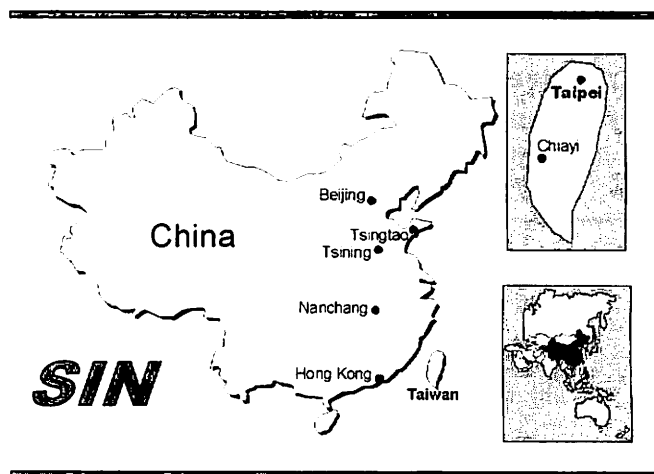 Taipei
Chiayi
Beijing
China
Tsingtao
Tsining
Nanchang
Hong Kong
Taiwan
SIN